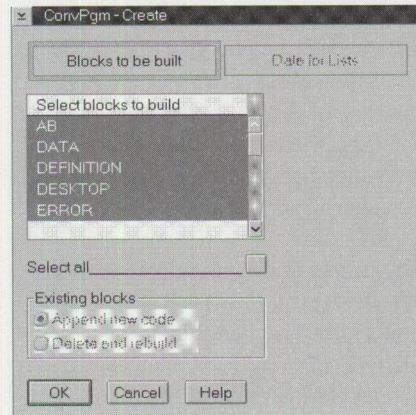 ConvPgm - Create
Blocks to be built
Date for Lists
Select blocks to build
AB
DATA
DEFINITION
DESKTOP
ERROR
Select all
Existing blocks
Append new code
Delete and rebuild
OK Cancel Help